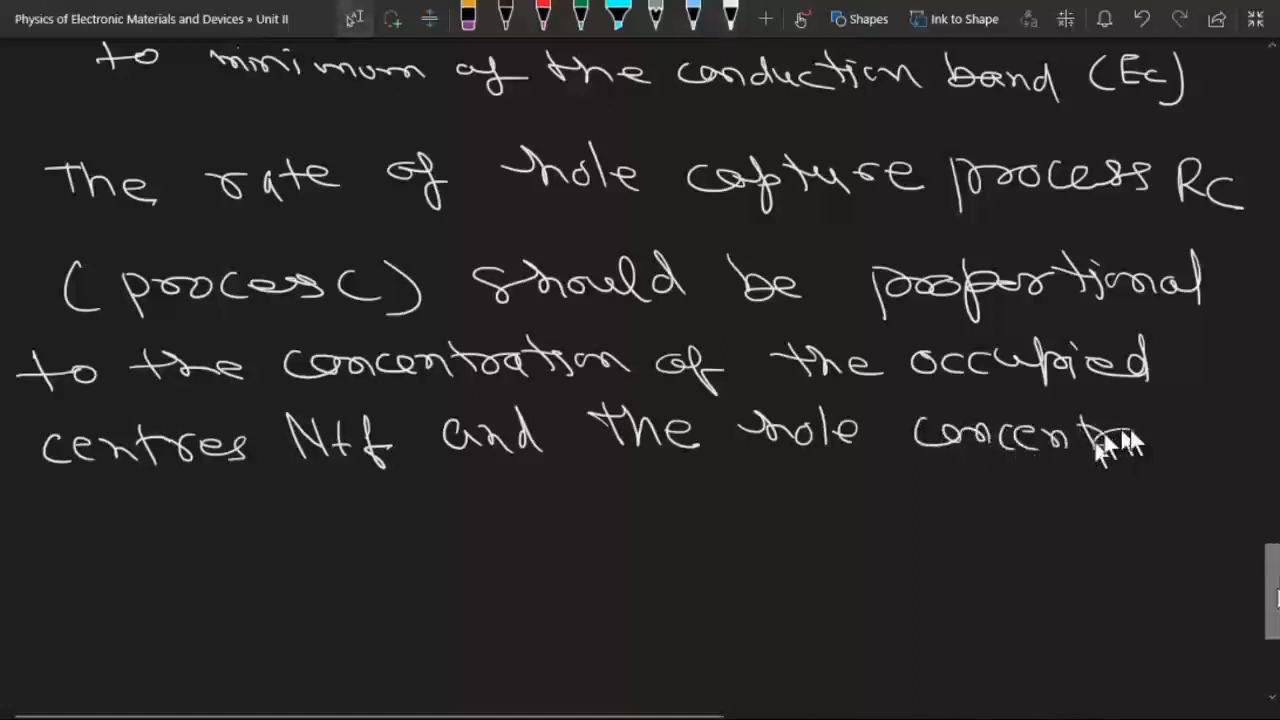 Physics of Electronic Materials and Devices » Unit II
Shapes
Ink to Shape
to minimum of the conduction band (Ec)
The rate of hole capture process Rc
(process c) should be proportional
to the concentration of the occupied
centres Ntf and the hole concentr